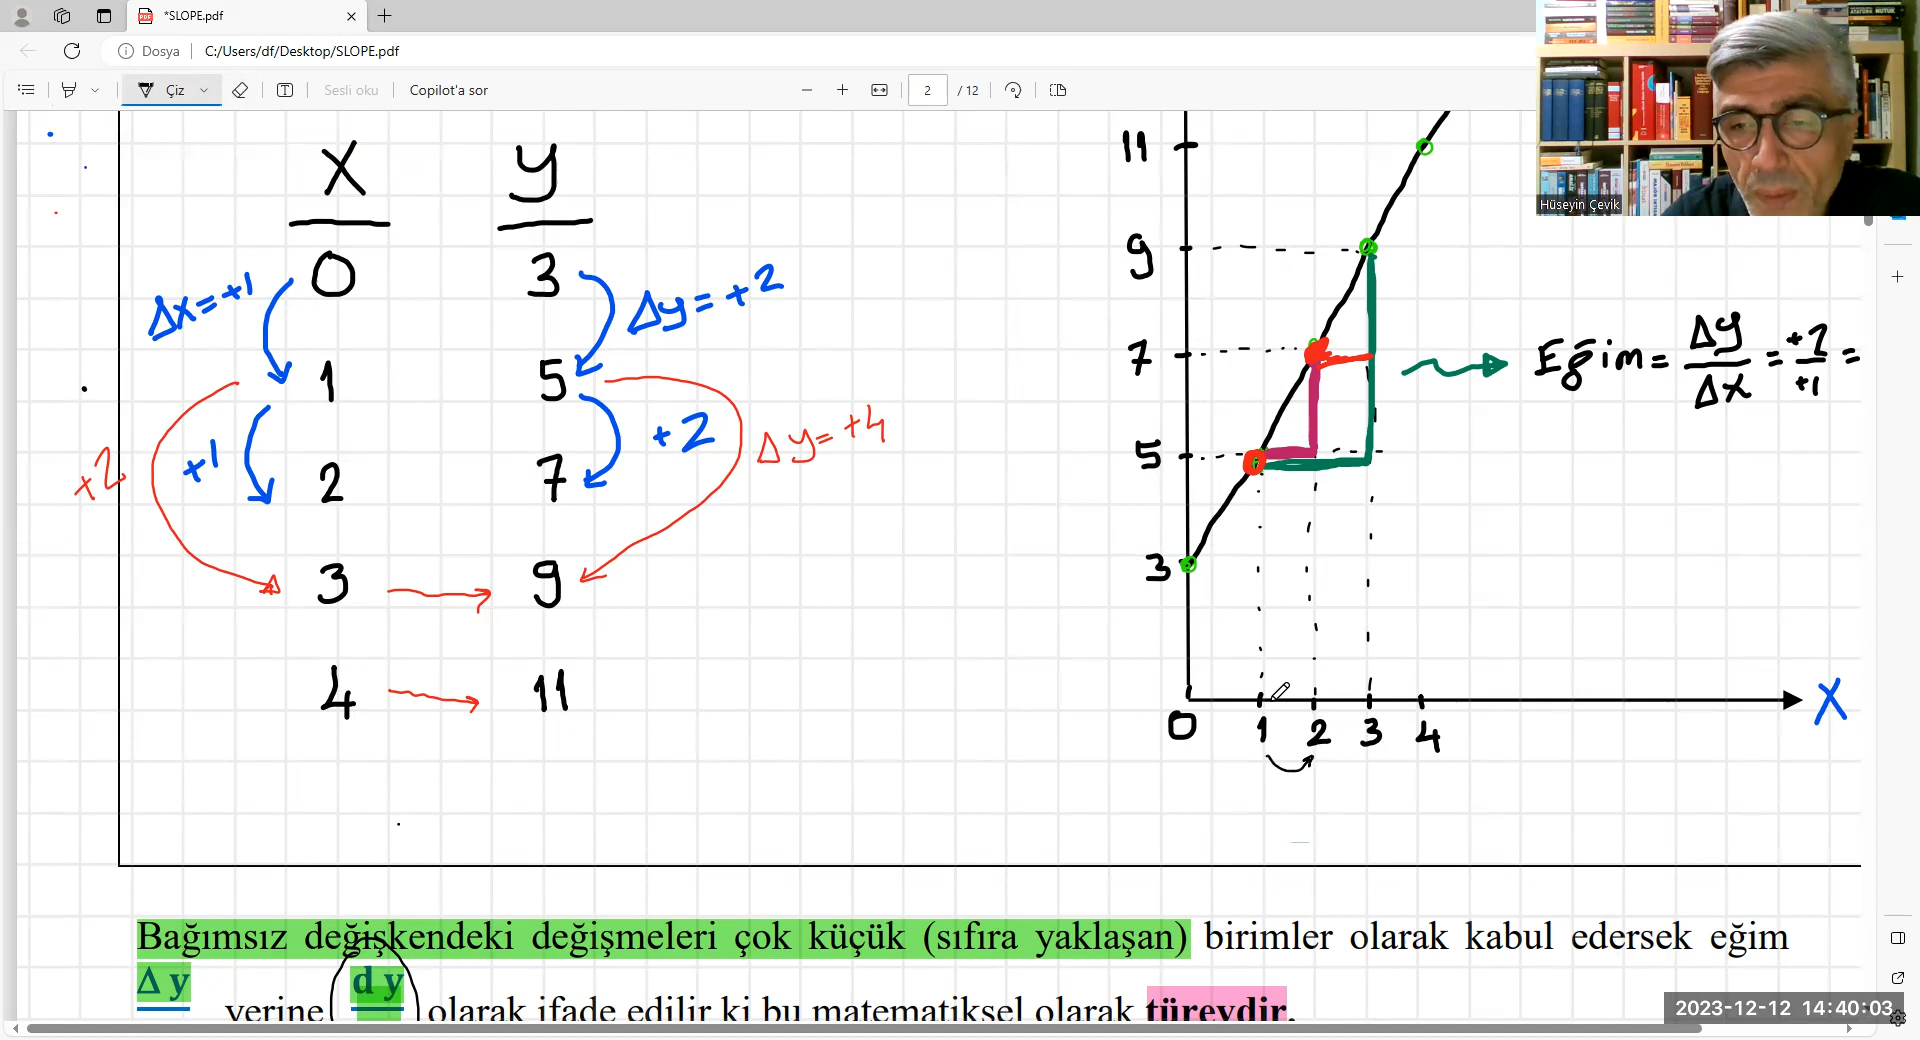 *SLOPE.pdf
Dosya C:/Users/df/Desktop/SLOPE.pdf
Çiz Sesli oku Copilot'a sor 2 / 12
Hüseyin Çevik
x y
0 3
Δx=+1 Δy=+2
1 5
+1 +2
+2 Δy=+4
2 7
3 9
4 11
11
9
7
5
3
0 1 2 3 4 X
Eğim = Δy/Δx = +2/+1 =
Bağımsız değişkendeki değişmeleri çok küçük (sıfıra yaklaşan) birimler olarak kabul edersek eğim
Δ y yerine d y olarak ifade edilir ki bu matematiksel olarak türevdir.
2023-12-12 14:40:03